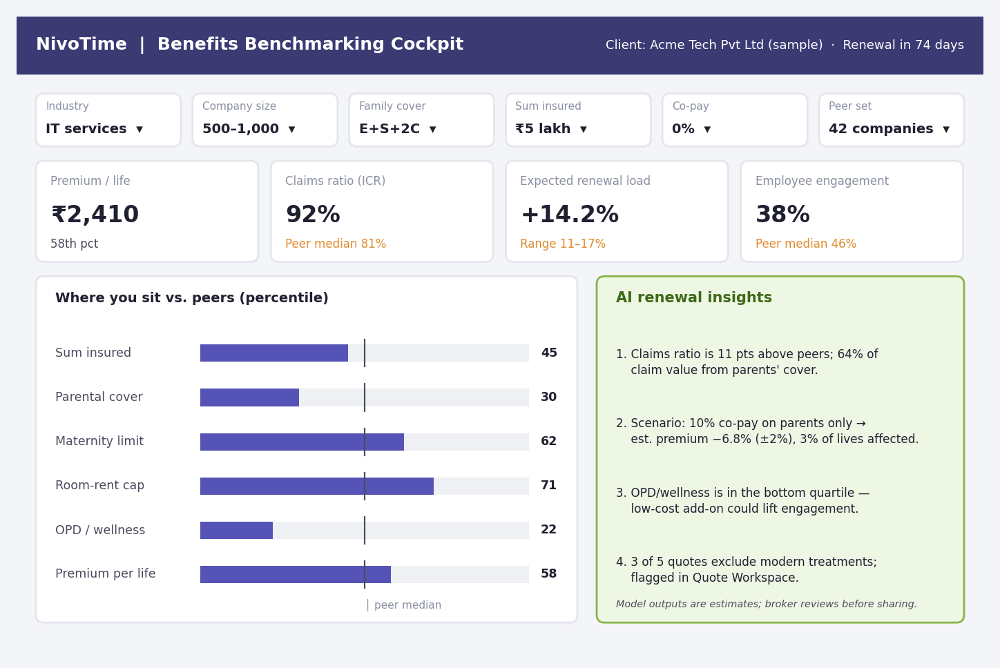 NivoTime | Benefits Benchmarking Cockpit
Client: Acme Tech Pvt Ltd (sample) · Renewal in 74 days
Industry
IT services ▼
Company size
500–1,000 ▼
Family cover
E+S+2C ▼
Sum insured
₹5 lakh ▼
Co-pay
0% ▼
Peer set
42 companies ▼
Premium / life
₹2,410
58th pct
Claims ratio (ICR)
92%
Peer median 81%
Expected renewal load
+14.2%
Range 11–17%
Employee engagement
38%
Peer median 46%
Where you sit vs. peers (percentile)
Sum insured 45
Parental cover 30
Maternity limit 62
Room-rent cap 71
OPD / wellness 22
Premium per life 58
| peer median
AI renewal insights
1. Claims ratio is 11 pts above peers; 64% of
claim value from parents' cover.
2. Scenario: 10% co-pay on parents only →
est. premium −6.8% (±2%), 3% of lives affected.
3. OPD/wellness is in the bottom quartile —
low-cost add-on could lift engagement.
4. 3 of 5 quotes exclude modern treatments;
flagged in Quote Workspace.
Model outputs are estimates; broker reviews before sharing.